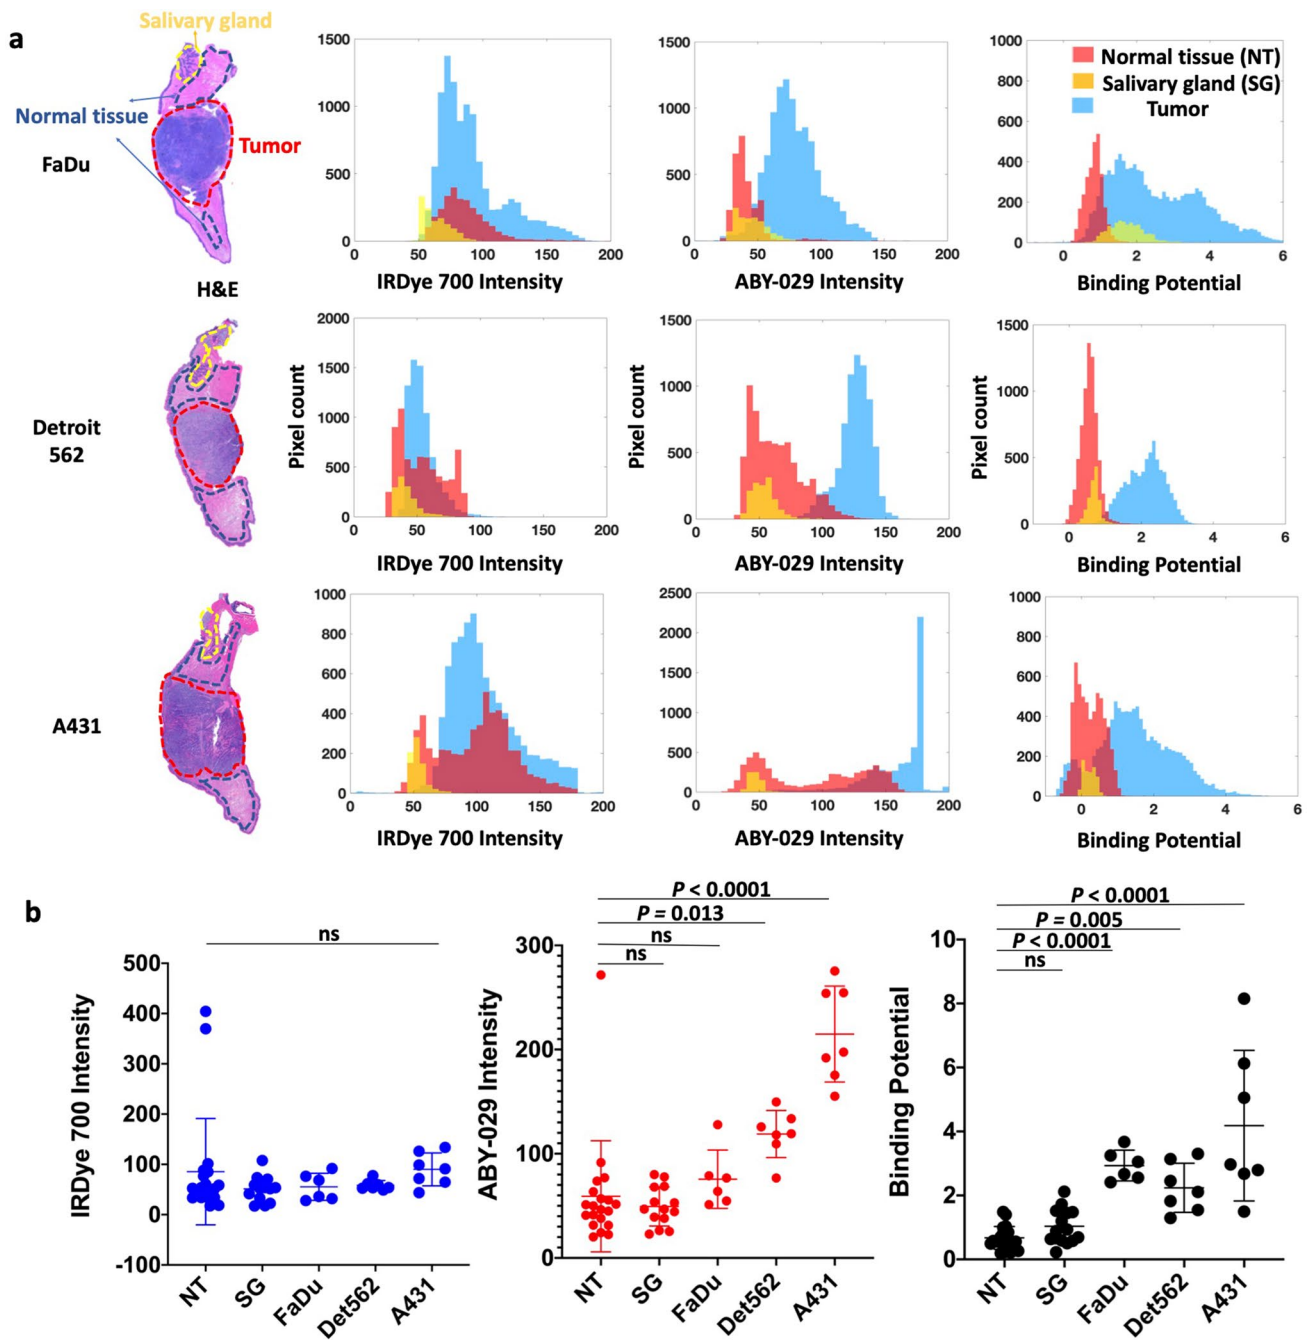 a
Salivary gland
Normal tissue
Tumor
FaDu
H&E
Detroit
562
A431
1500
1000
500
0
0 50 100 150 200
IRDye 700 Intensity
1500
1000
500
0
0 50 100 150 200
ABY-029 Intensity
1000
800
600
400
200
0
0 2 4 6
Binding Potential
Normal tissue (NT)
Salivary gland (SG)
Tumor
Pixel count
2000
1500
1000
500
0
0 50 100 150 200
IRDye 700 Intensity
Pixel count
1500
1000
500
0
0 50 100 150 200
ABY-029 Intensity
Pixel count
1500
1000
500
0
0 2 4 6
Binding Potential
1000
800
600
400
200
0
0 50 100 150 200
IRDye 700 Intensity
2500
2000
1500
1000
500
0
0 50 100 150 200
ABY-029 Intensity
1000
800
600
400
200
0
0 2 4 6
Binding Potential
b
ns
IRDye 700 Intensity
500
400
300
200
100
0
-100
NT SG FaDu Det562 A431
P < 0.0001
P = 0.013
ns
ns
ABY-029 Intensity
300
200
100
0
NT SG FaDu Det562 A431
P < 0.0001
P = 0.005
P < 0.0001
ns
Binding Potential
10
8
6
4
2
0
NT SG FaDu Det562 A431